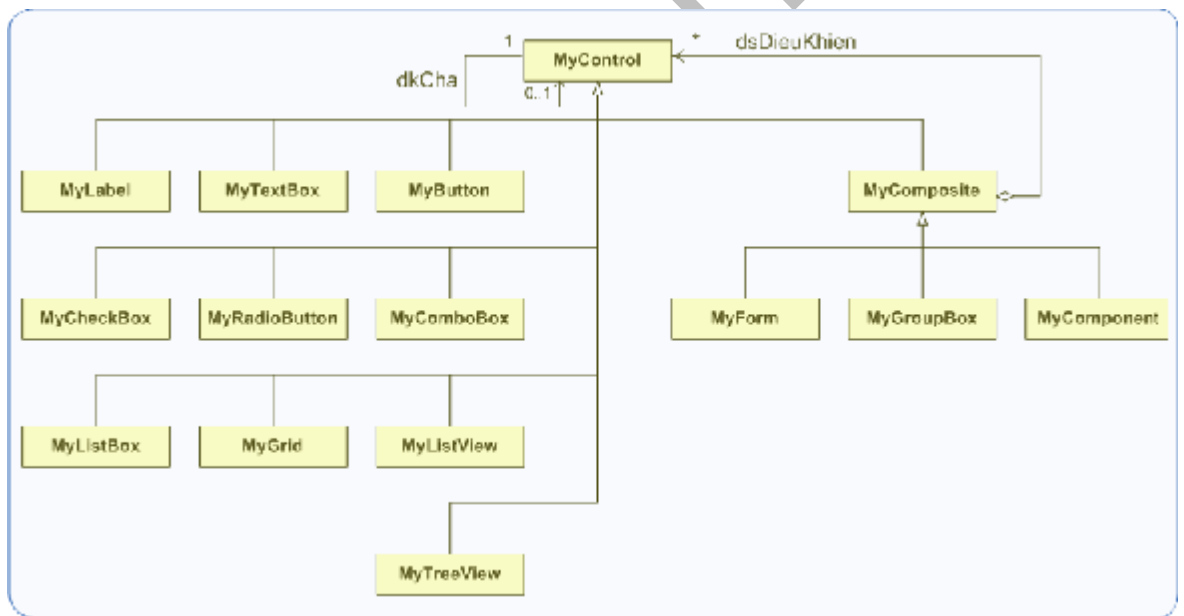 1
*
dsDieuKhien
MyControl
dkCha
0..1
MyLabel
MyTextBox
MyButton
MyComposite
MyCheckBox
MyRadioButton
MyComboBox
MyForm
MyGroupBox
MyComponent
MyListBox
MyGrid
MyListView
MyTreeView